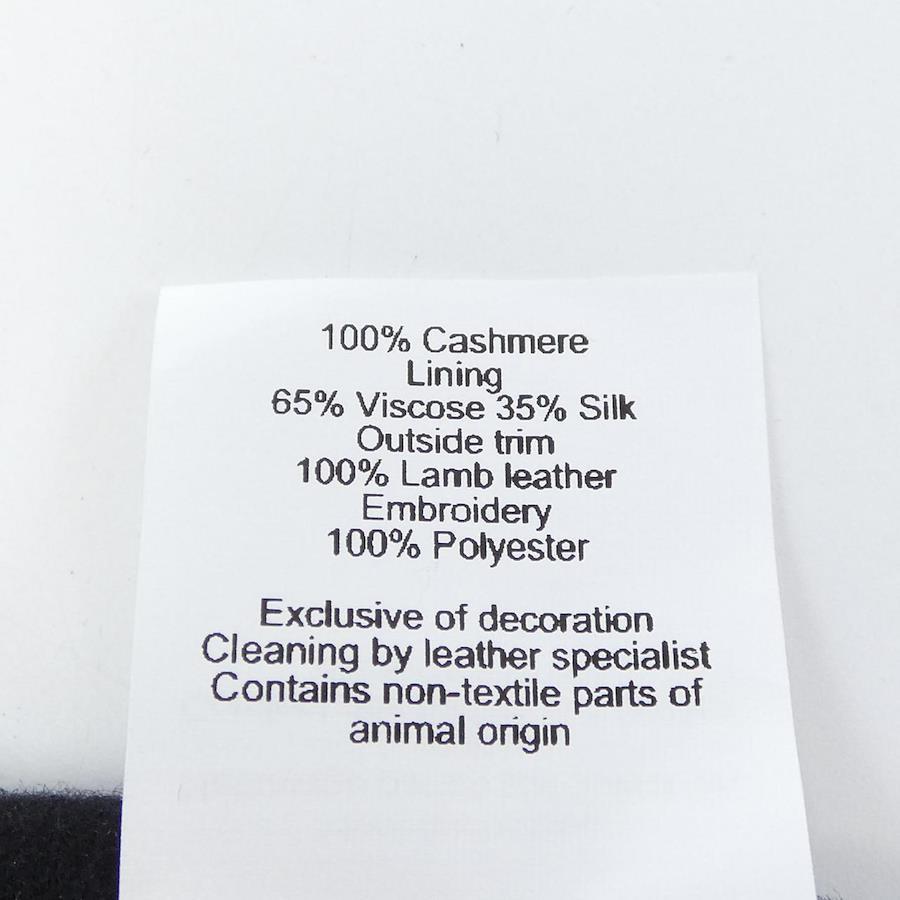 100% Cashmere
Lining
65% Viscose 35% Silk
Outside trim
100% Lamb leather
Embroidery
100% Polyester
Exclusive of decoration
Cleaning by leather specialist
Contains non-textile parts of
animal origin